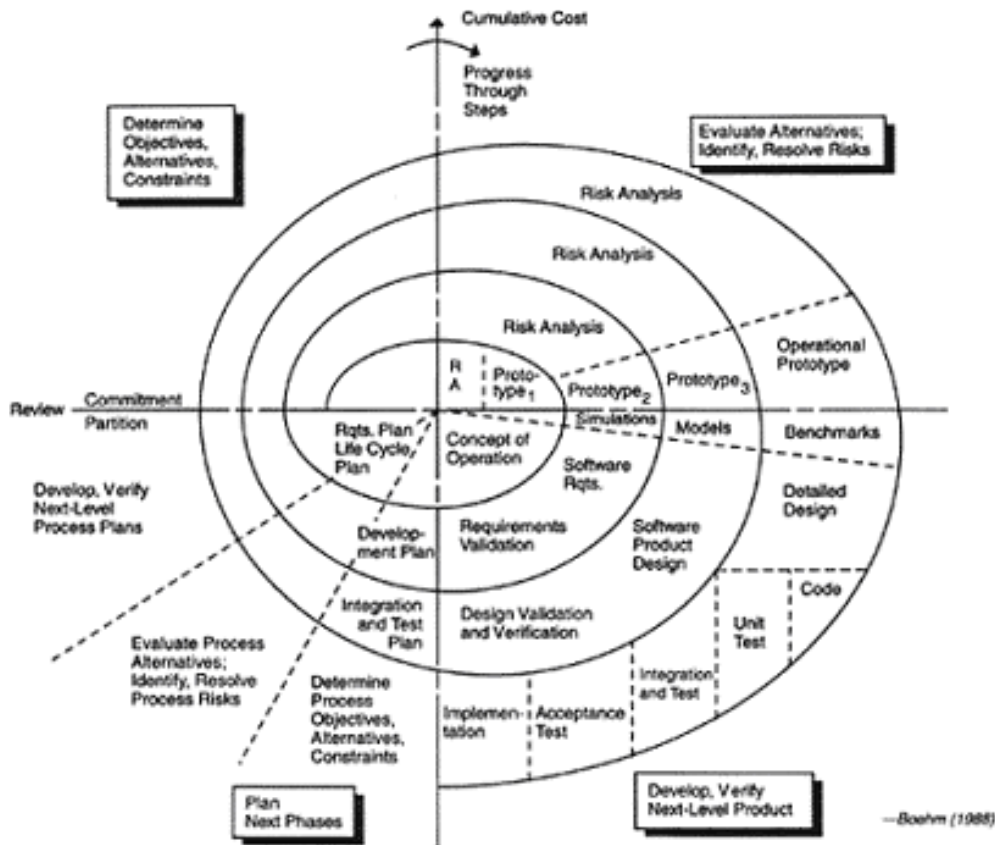 Cumulative Cost
Progress
Through
Steps
Determine
Objectives,
Alternatives,
Constraints
Evaluate Alternatives;
Identify, Resolve Risks
Risk Analysis
Risk Analysis
Risk Analysis
R
A
Proto-
type1
Prototype2
Prototype3
Operational
Prototype
Review
Commitment
Partition
Simulations
Models
Benchmarks
Rqts. Plan
Life Cycle
Plan
Concept of
Operation
Software
Rqts.
Detailed
Design
Develop, Verify
Next-Level
Process Plans
Develop-
ment Plan
Requirements
Validation
Software
Product
Design
Code
Unit
Test
Integration
and Test
Plan
Design Validation
and Verification
Integration
and Test
Evaluate Process
Alternatives;
Identify, Resolve
Process Risks
Determine
Process
Objectives,
Alternatives,
Constraints
Implemen-
tation
Acceptance
Test
Plan
Next Phases
Develop, Verify
Next-Level Product
—Boehm (1988)